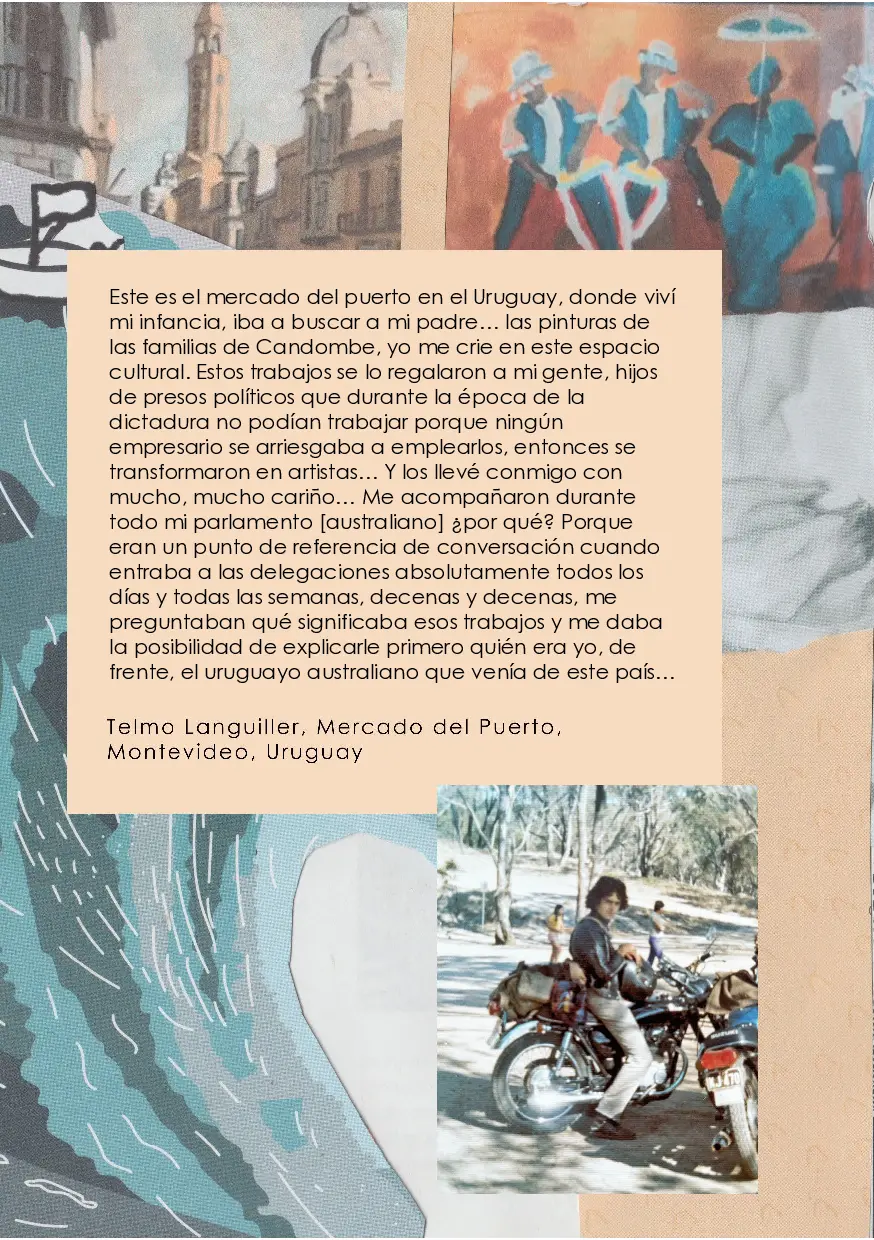 Este es el mercado del puerto en el Uruguay, donde viví
mi infancia, iba a buscar a mi padre… las pinturas de
las familias de Candombe, yo me crie en este espacio
cultural. Estos trabajos se lo regalaron a mi gente, hijos
de presos políticos que durante la época de la
dictadura no podían trabajar porque ningún
empresario se arriesgaba a emplearlos, entonces se
transformaron en artistas… Y los llevé conmigo con
mucho, mucho cariño… Me acompañaron durante
todo mi parlamento [australiano] ¿por qué? Porque
eran un punto de referencia de conversación cuando
entraba a las delegaciones absolutamente todos los
días y todas las semanas, decenas y decenas, me
preguntaban qué significaba esos trabajos y me daba
la posibilidad de explicarle primero quién era yo, de
frente, el uruguayo australiano que venía de este país…
Telmo Languiller, Mercado del Puerto,
Montevideo, Uruguay